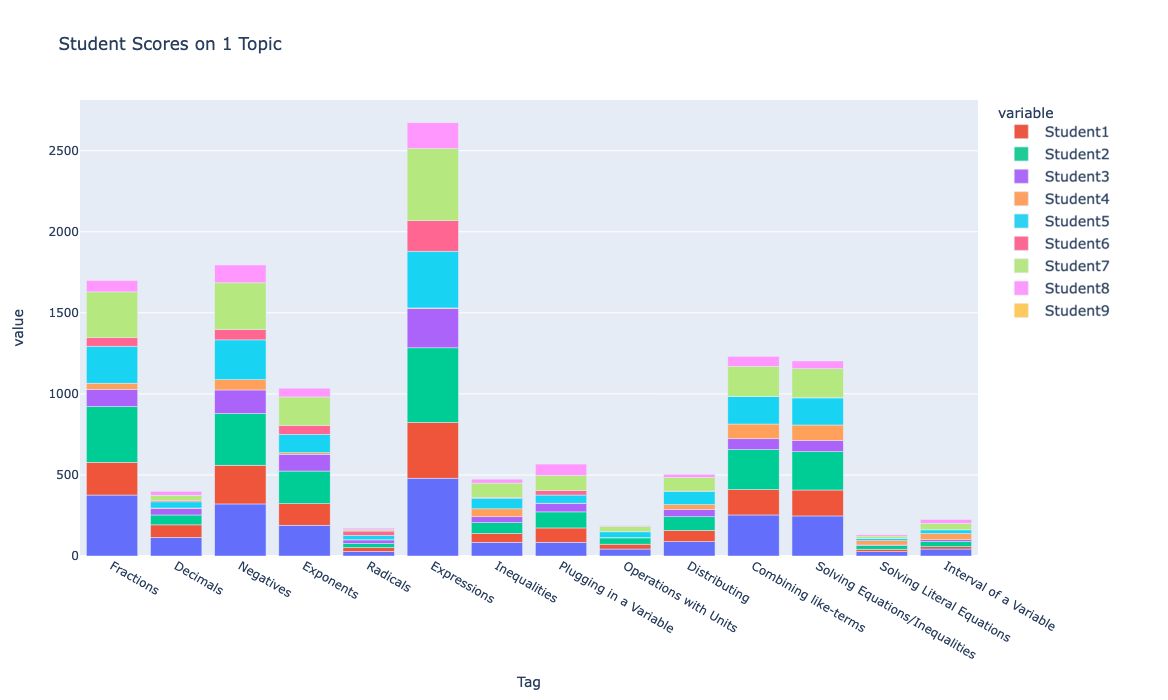 Student Scores on 1 Topic
variable
Student1
Student2
Student3
Student4
Student5
Student6
Student7
Student8
Student9
value
2500
2000
1500
1000
500
0
Fractions
Decimals
Negatives
Exponents
Radicals
Expressions
Inequalities
Plugging in a Variable
Operations with Units
Distributing
Combining like-terms
Solving Equations/Inequalities
Solving Literal Equations
Interval of a Variable
Tag